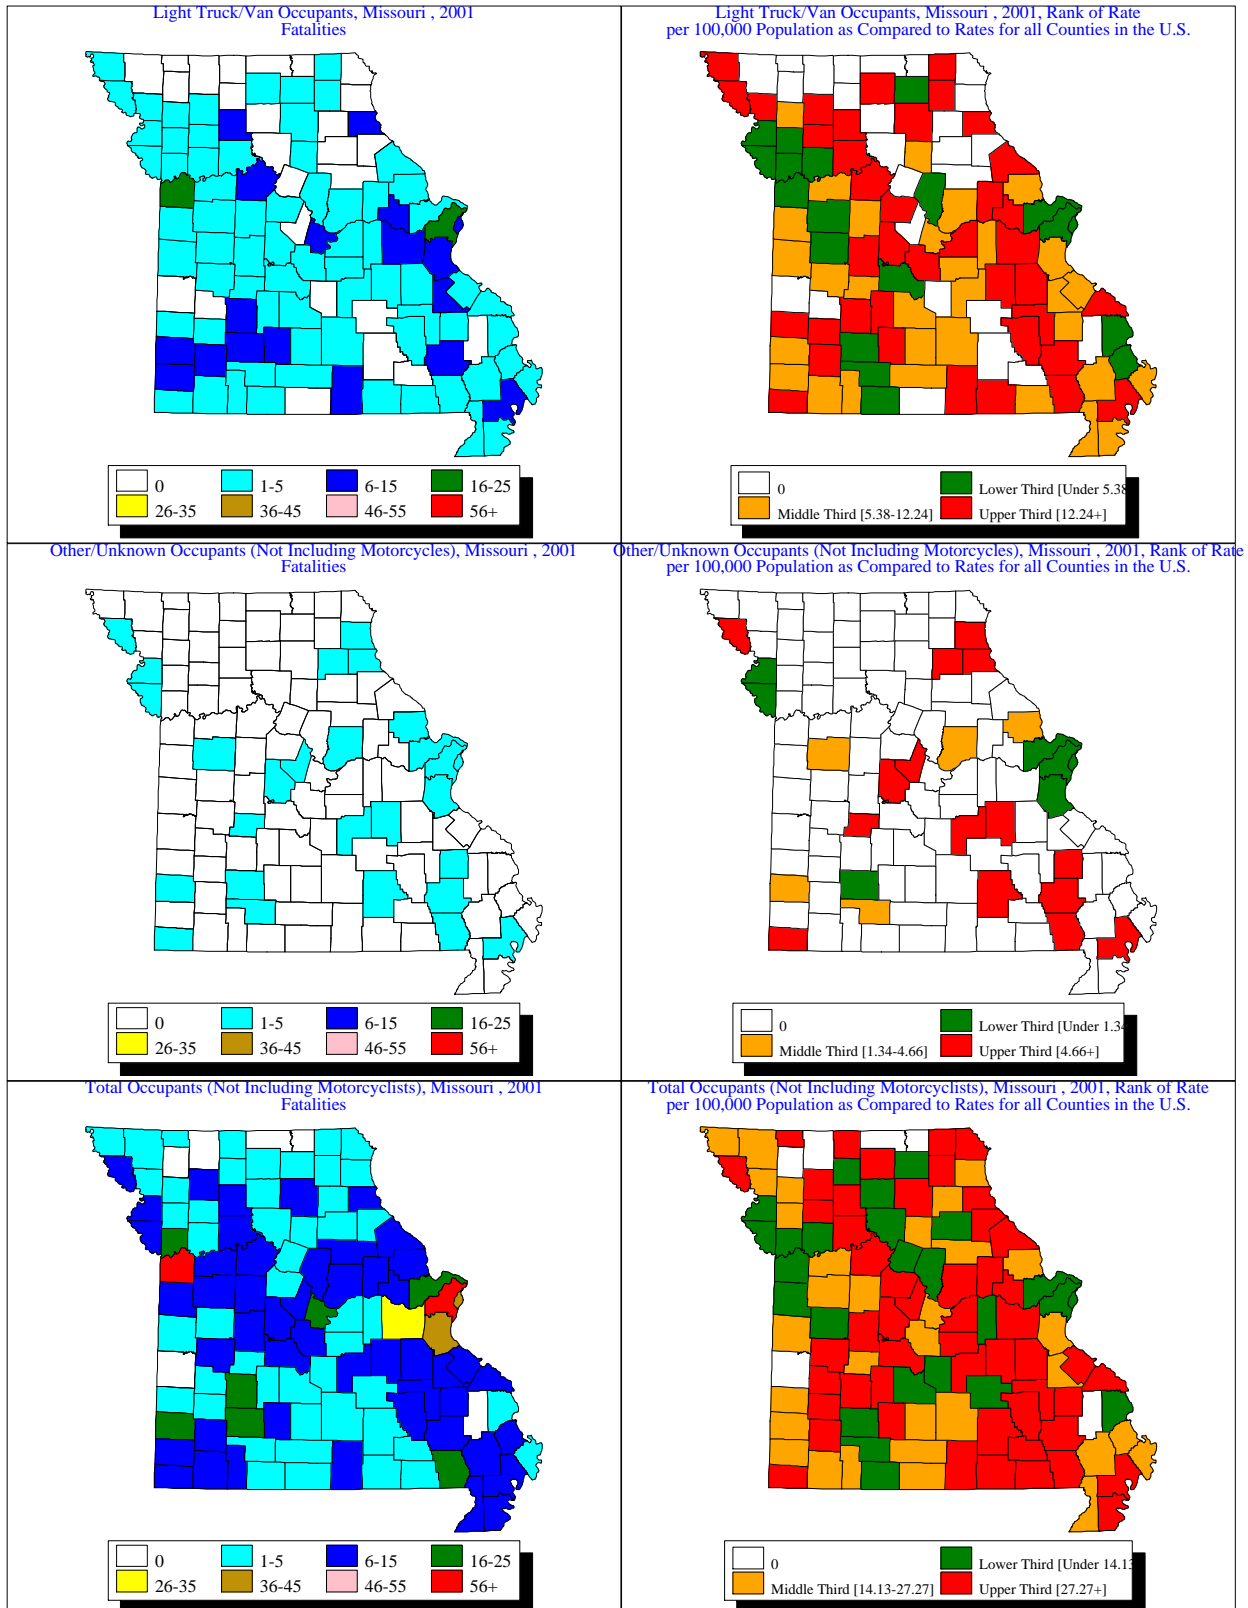 Light Truck/Van Occupants, Missouri , 2001
Fatalities
0
1-5
6-15
16-25
26-35
36-45
46-55
56+
Light Truck/Van Occupants, Missouri , 2001, Rank of Rate
per 100,000 Population as Compared to Rates for all Counties in the U.S.
0
Lower Third [Under 5.38
Middle Third [5.38-12.24]
Upper Third [12.24+]
Other/Unknown Occupants (Not Including Motorcycles), Missouri , 2001
Fatalities
0
1-5
6-15
16-25
26-35
36-45
46-55
56+
Other/Unknown Occupants (Not Including Motorcycles), Missouri , 2001, Rank of Rate
per 100,000 Population as Compared to Rates for all Counties in the U.S.
0
Lower Third [Under 1.34
Middle Third [1.34-4.66]
Upper Third [4.66+]
Total Occupants (Not Including Motorcyclists), Missouri , 2001
Fatalities
0
1-5
6-15
16-25
26-35
36-45
46-55
56+
Total Occupants (Not Including Motorcyclists), Missouri , 2001, Rank of Rate
per 100,000 Population as Compared to Rates for all Counties in the U.S.
0
Lower Third [Under 14.13
Middle Third [14.13-27.27]
Upper Third [27.27+]